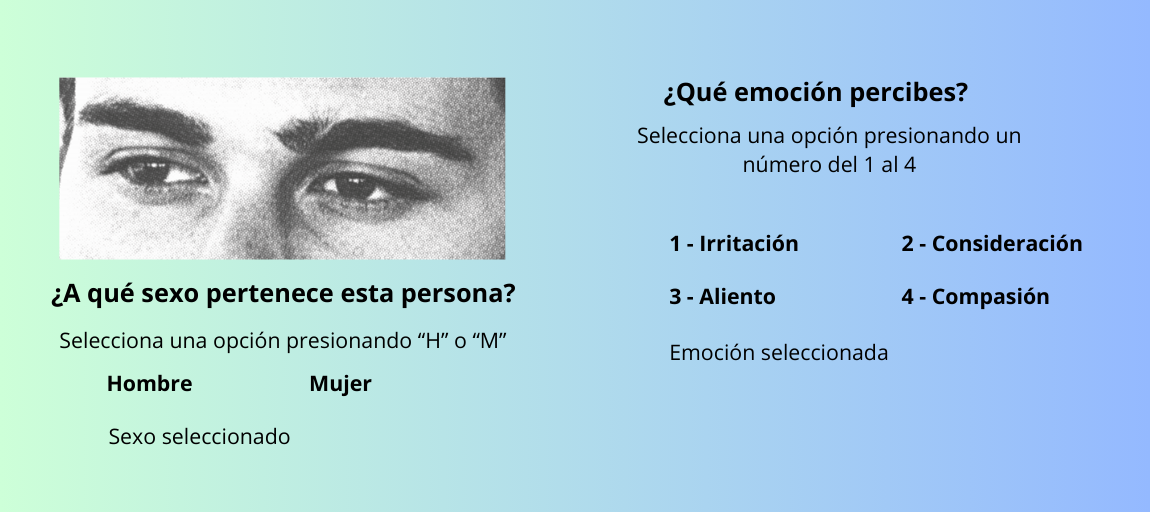 ¿A qué sexo pertenece esta persona?
Selecciona una opción presionando “H” o “M”
Hombre Mujer
Sexo seleccionado
¿Qué emoción percibes?
Selecciona una opción presionando un
número del 1 al 4
1 - Irritación 2 - Consideración
3 - Aliento 4 - Compasión
Emoción seleccionada